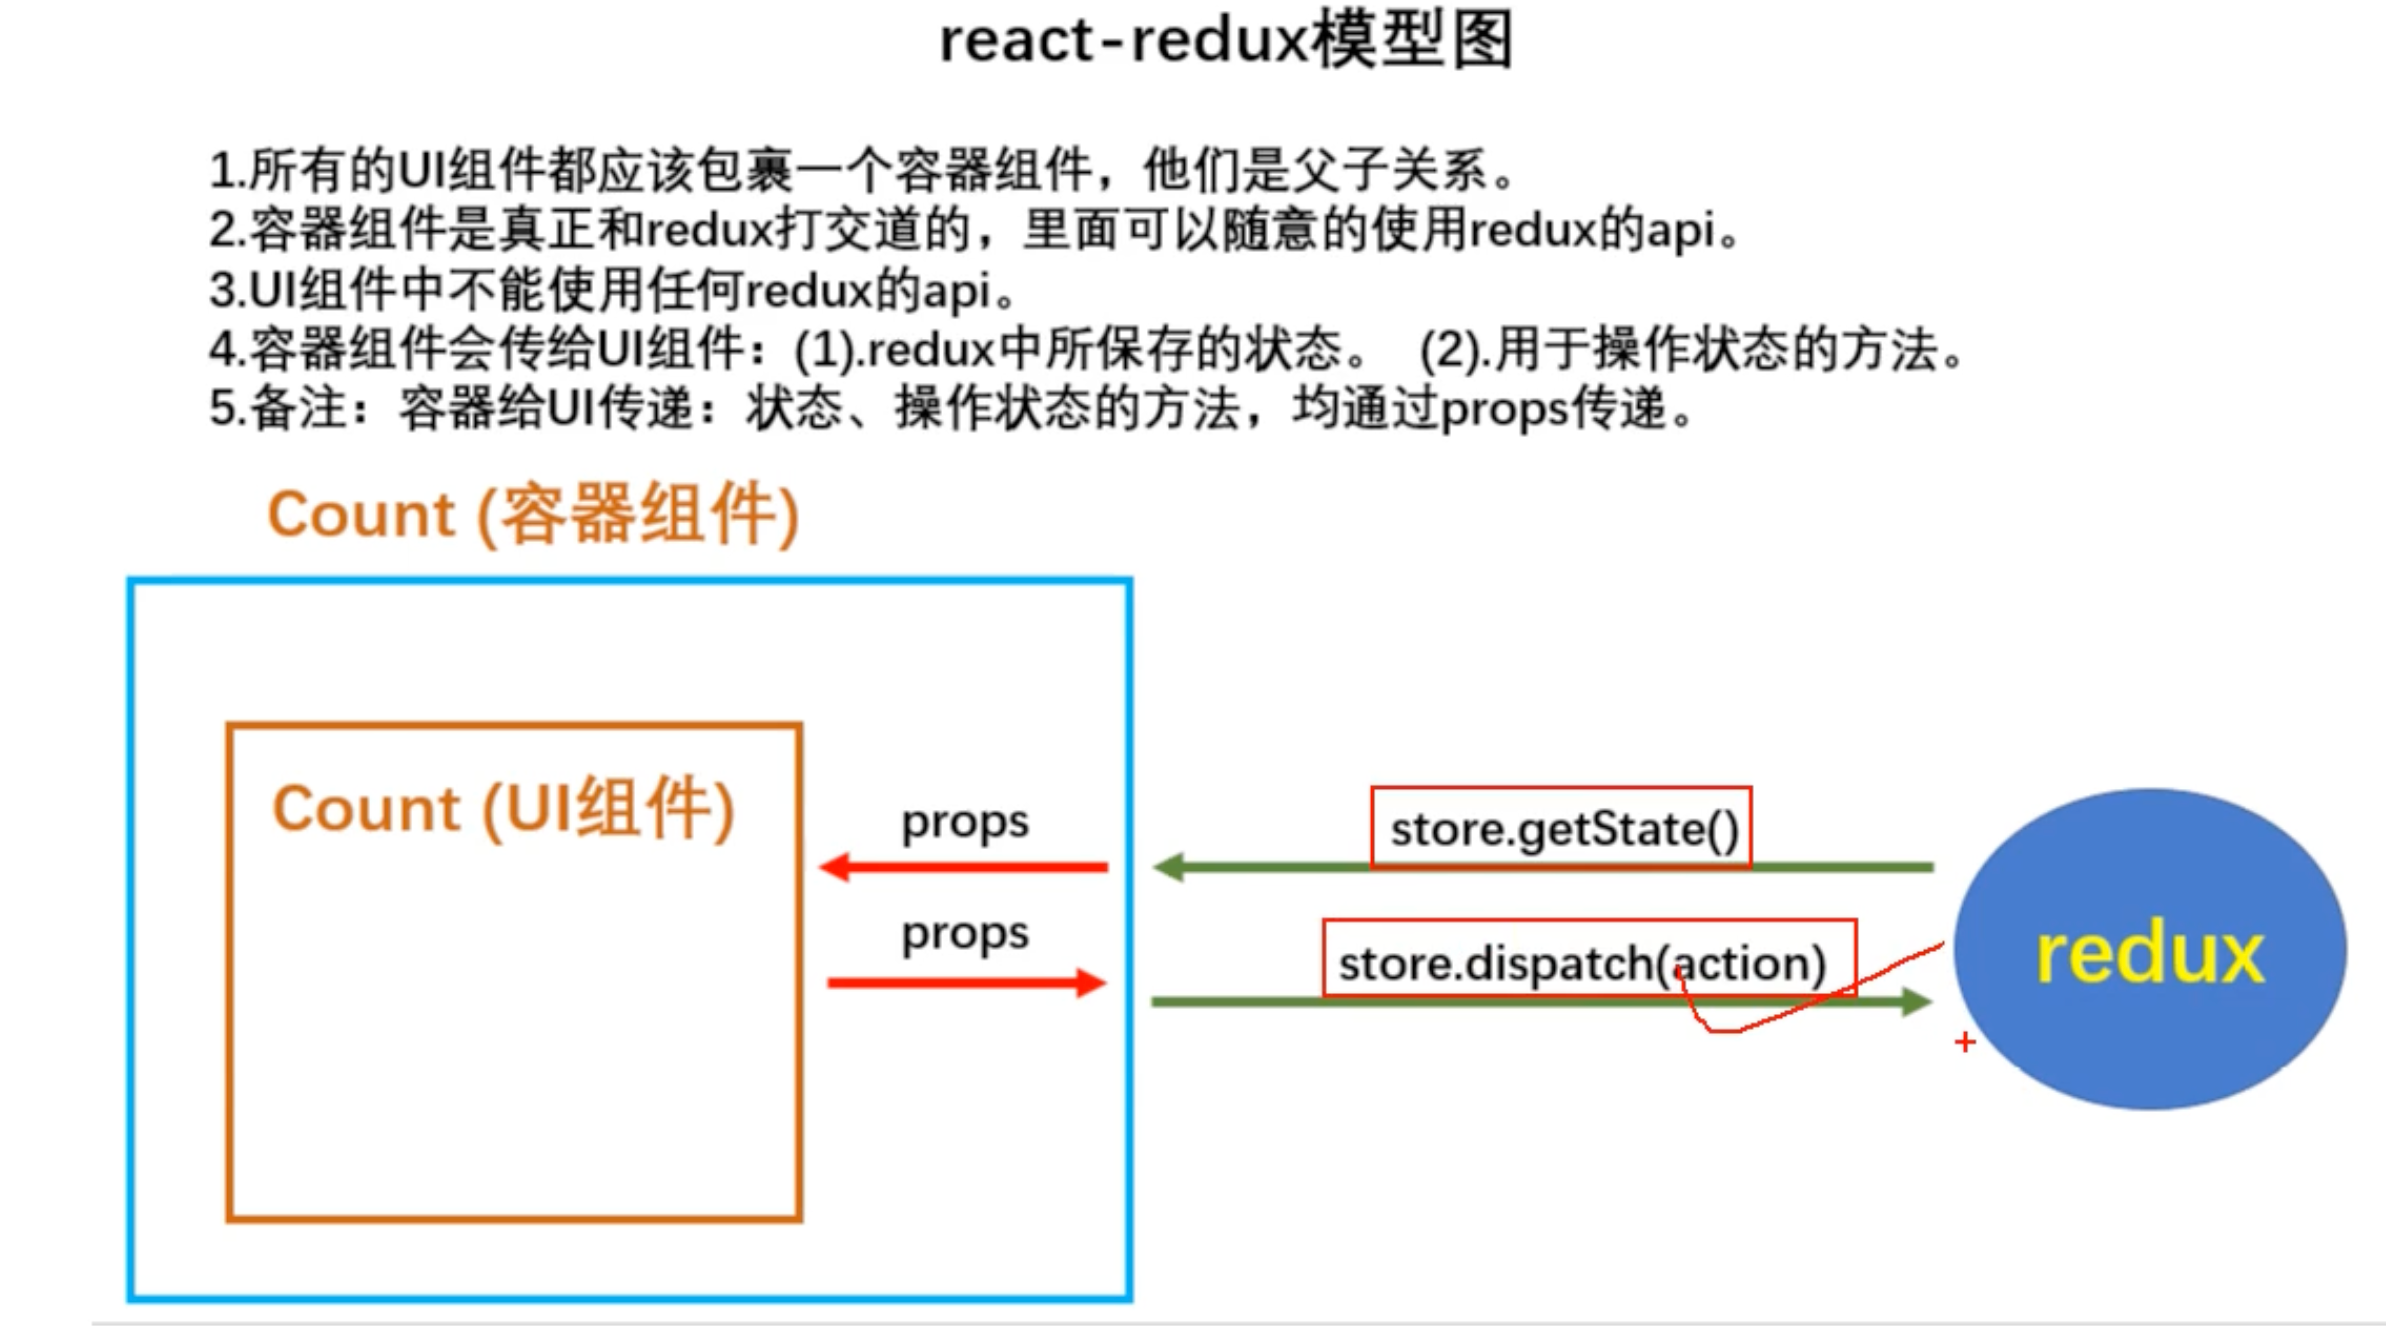 react-redux模型图
1.所有的UI组件都应该包裹一个容器组件，他们是父子关系。
2.容器组件是真正和redux打交道的，里面可以随意的使用redux的api。
3.UI组件中不能使用任何redux的api。
4.容器组件会传给UI组件：(1).redux中所保存的状态。 (2).用于操作状态的方法。
5.备注：容器给UI传递：状态、操作状态的方法，均通过props传递。
Count (容器组件)
Count (UI组件)
props
store.getState()
props
store.dispatch(action)
redux